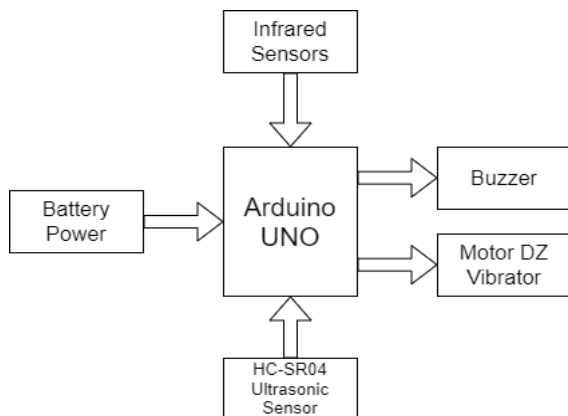 Infrared
Sensors
Battery
Power
Arduino
UNO
Buzzer
Motor DZ
Vibrator
HC-SR04
Ultrasonic
Sensor